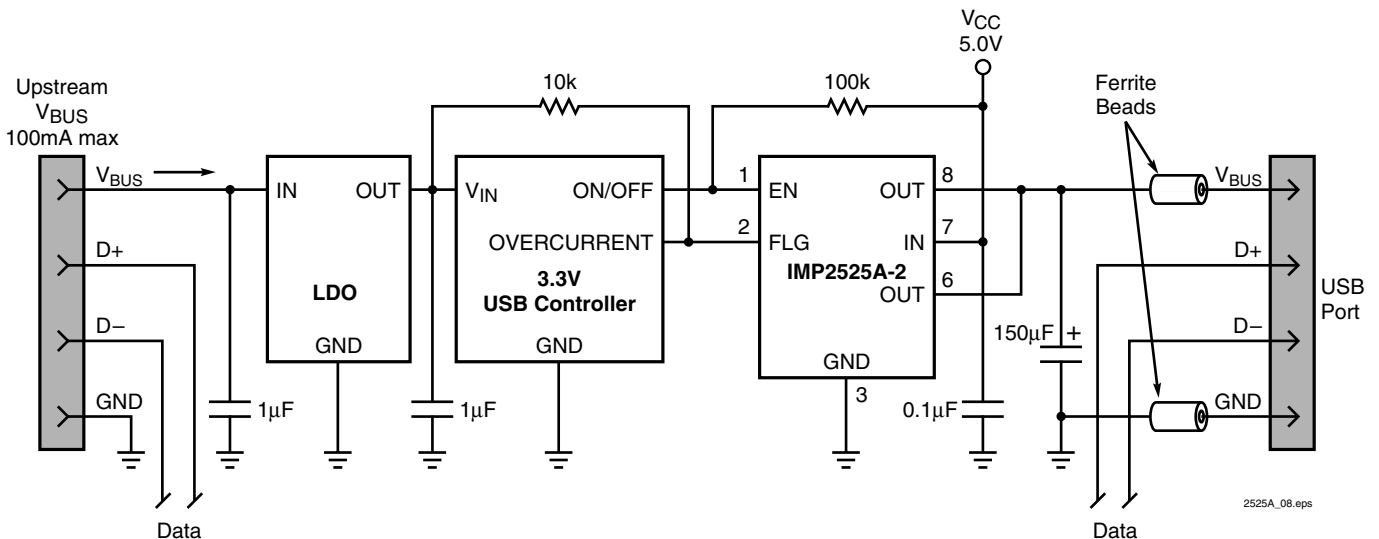 Upstream
VBUS
100mA max
VBUS
D+
D−
GND
Data
1µF
IN
OUT
LDO
GND
1µF
10k
VIN
ON/OFF
OVERCURRENT
3.3V
USB Controller
GND
100k
VCC
5.0V
1
EN
2
FLG
OUT
8
IN
7
IMP2525A-2
OUT
6
GND
3
0.1µF
150µF +
Ferrite
Beads
VBUS
D+
D−
GND
USB
Port
Data
2525A_08.eps